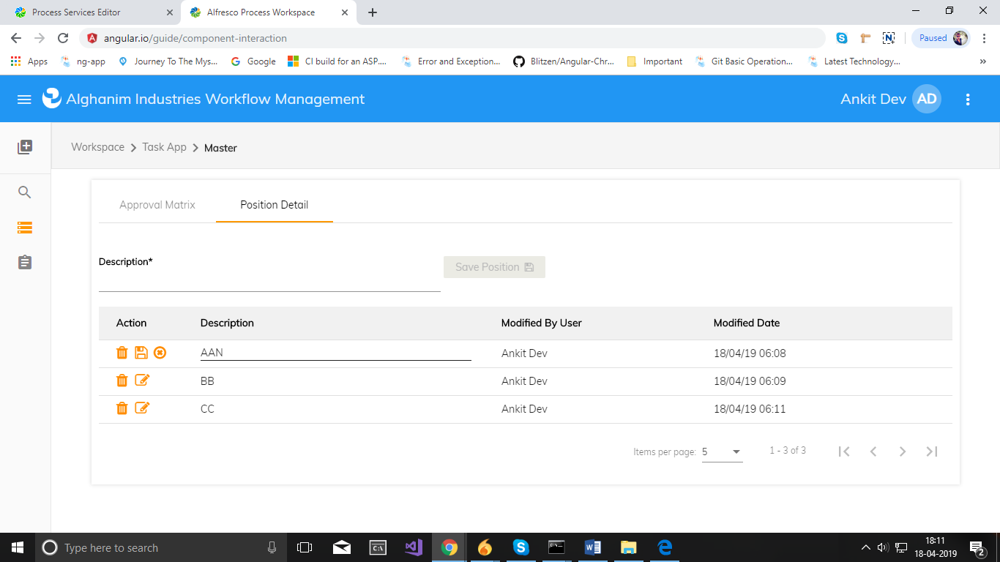 Process Services Editor
Alfresco Process Workspace
angular.io/guide/component-interaction
Paused
Apps
ng-app
Journey To The Mys...
Google
CI build for an ASP....
Error and Exception...
Blitzen/Angular-Chr...
Important
Git Basic Operation...
Latest Technology...
»
Alghanim Industries Workflow Management
Ankit Dev AD
Workspace > Task App > Master
Approval Matrix Position Detail
Description*
Save Position
Action Description Modified By User Modified Date
AAN Ankit Dev 18/04/19 06:08
BB Ankit Dev 18/04/19 06:09
CC Ankit Dev 18/04/19 06:11
Items per page: 5 1 - 3 of 3
Type here to search
18:11
18-04-2019
2